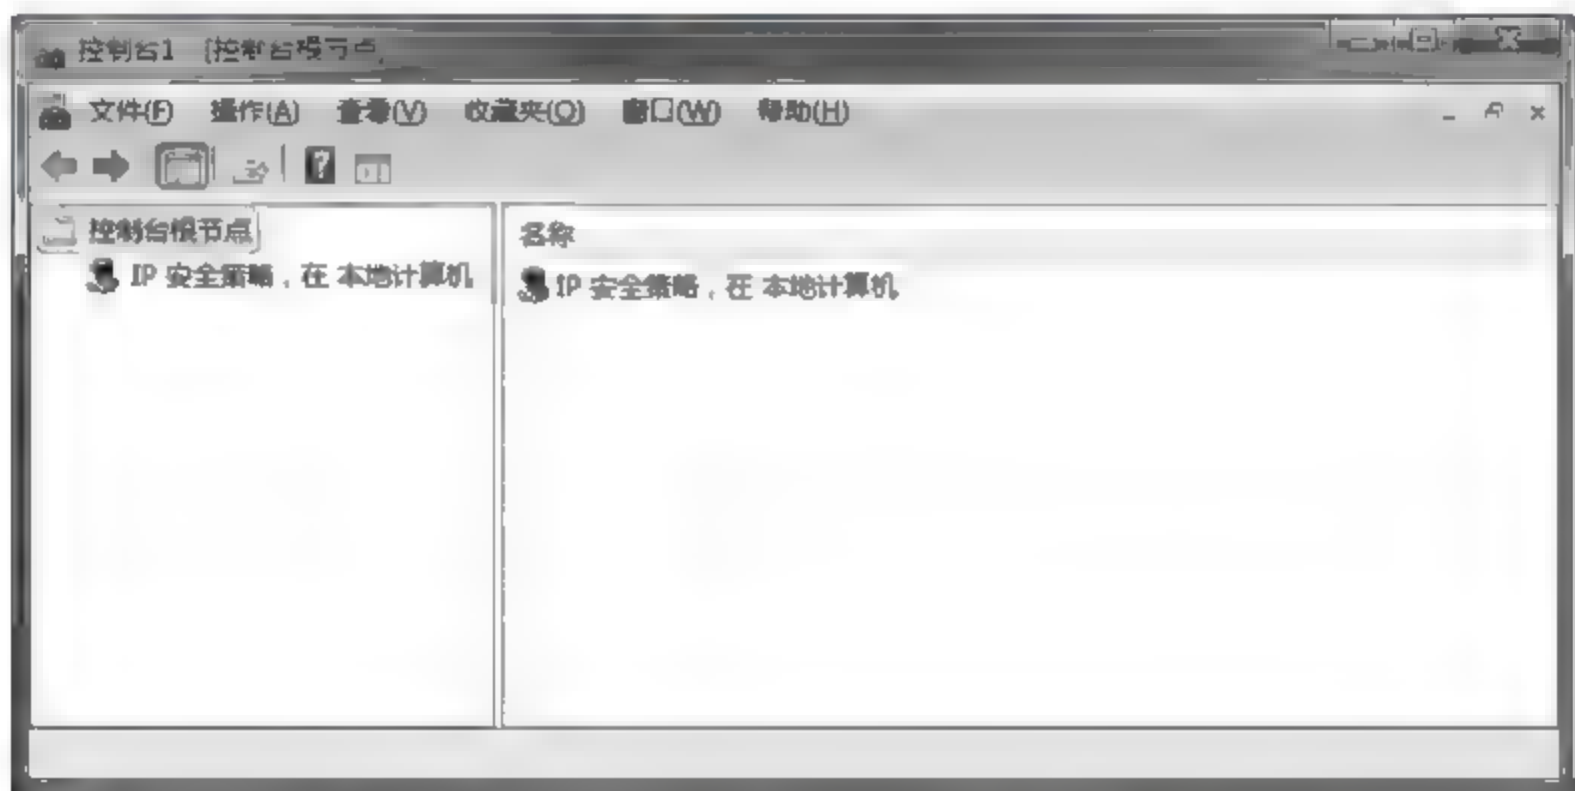 控制台1 - [控制台根节点]
文件(F) 操作(A) 查看(V) 收藏夹(O) 窗口(W) 帮助(H)
控制台根节点
IP 安全策略，在 本地计算机
名称
IP 安全策略，在 本地计算机